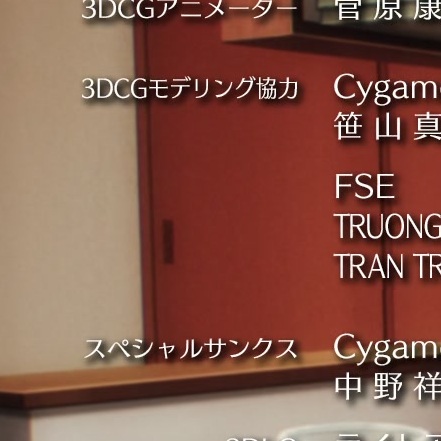 3DCGアニメーター 菅原康
3DCGモデリング協力 Cygam
笹山真
FSE
TRUONG
TRAN TR
スペシャルサンクス Cygam
中野祥